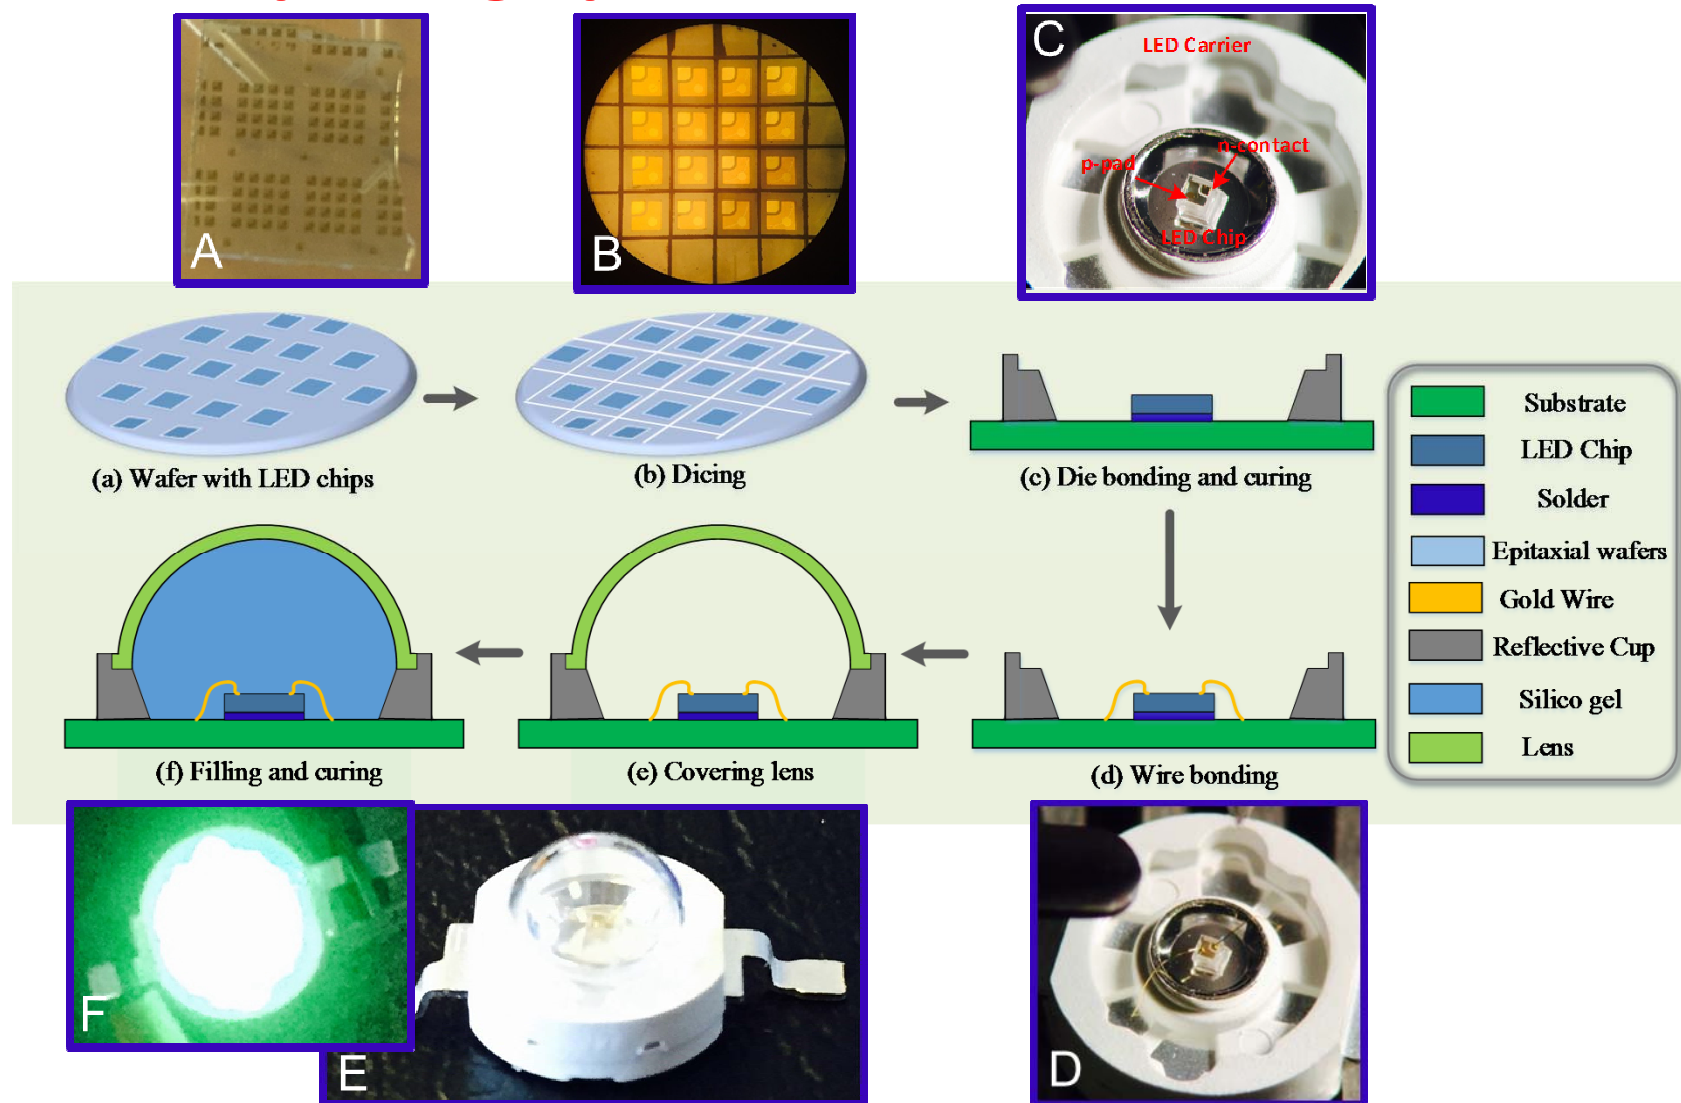 A
B
C
LED Carrier
n-contact
p-pad
LED Chip
(a) Wafer with LED chips
(b) Dicing
(c) Die bonding and curing
Substrate
LED Chip
Solder
Epitaxial wafers
Gold Wire
Reflective Cup
Silico gel
Lens
(f) Filling and curing
(e) Covering lens
(d) Wire bonding
F
E
D